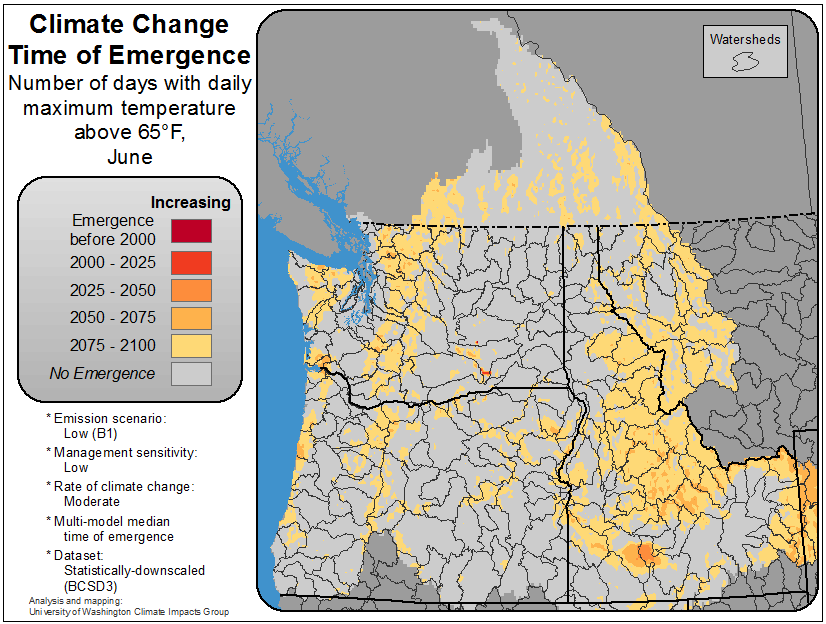 Climate Change
Time of Emergence
Number of days with daily
maximum temperature
above 65°F,
June
Increasing
Emergence
before 2000
2000 - 2025
2025 - 2050
2050 - 2075
2075 - 2100
No Emergence
* Emission scenario:
Low (B1)
* Management sensitivity:
Low
* Rate of climate change:
Moderate
* Multi-model median
time of emergence
* Dataset:
Statistically-downscaled
(BCSD3)
Analysis and mapping:
University of Washington Climate Impacts Group
Watersheds